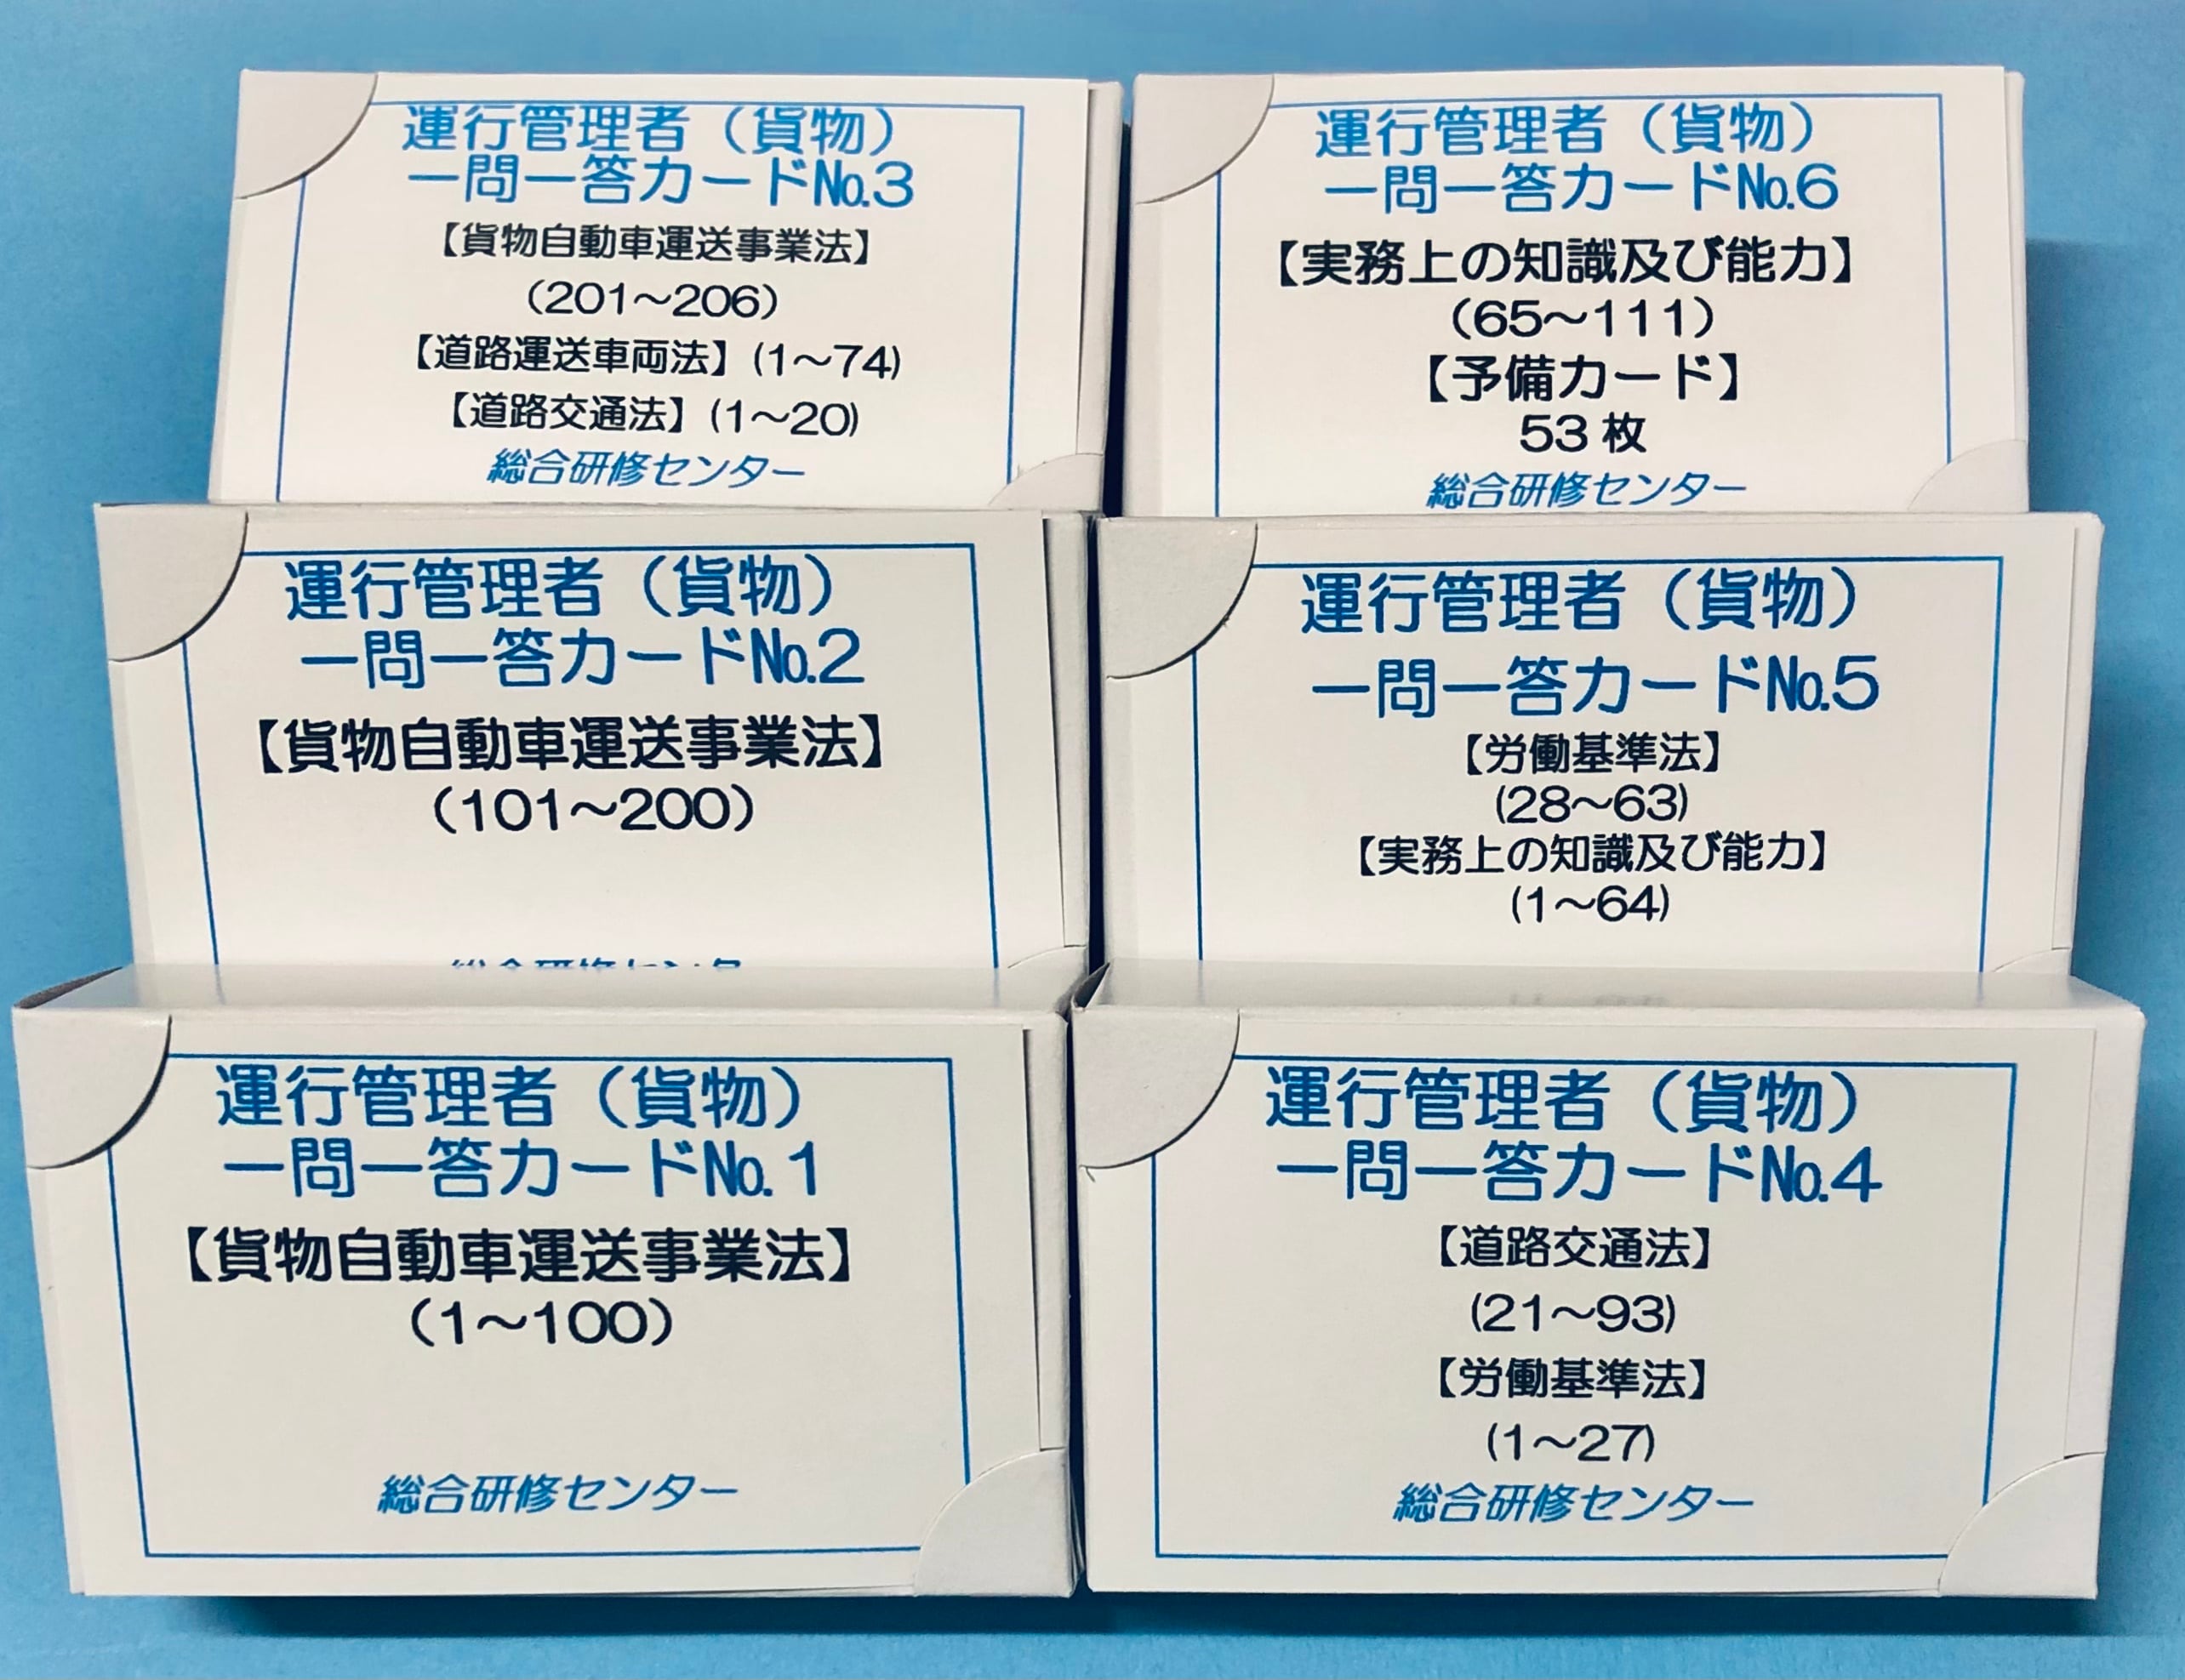 運行管理者（貨物）
一問一答カード№3
【貨物自動車運送事業法】
（201～206）
【道路運送車両法】(1～74)
【道路交通法】(1～20)
総合研修センター
運行管理者（貨物）
一問一答カード№6
【実務上の知識及び能力】
（65～111）
【予備カード】
53枚
総合研修センター
運行管理者（貨物）
一問一答カード№2
【貨物自動車運送事業法】
（101～200）
総合研修センター
運行管理者（貨物）
一問一答カード№5
【労働基準法】
(28～63)
【実務上の知識及び能力】
(1～64)
運行管理者（貨物）
一問一答カード№1
【貨物自動車運送事業法】
（1～100）
総合研修センター
運行管理者（貨物）
一問一答カード№4
【道路交通法】
(21～93)
【労働基準法】
(1～27)
総合研修センター